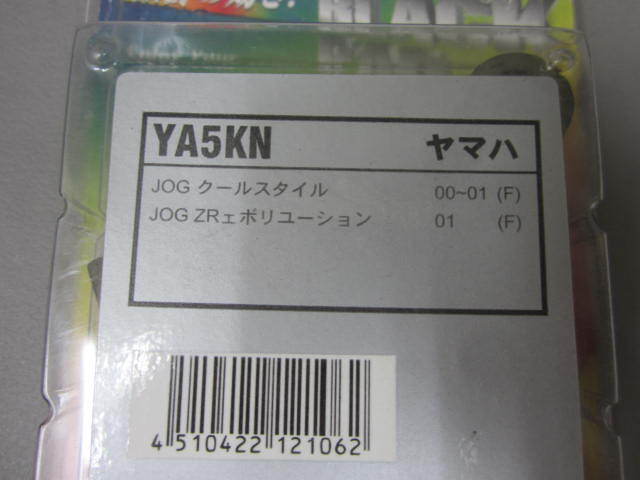 BLACK
YA5KN ヤマハ
JOG クールスタイル 00~01 (F)
JOG ZRェボリユーション 01 (F)
4 510422 121062